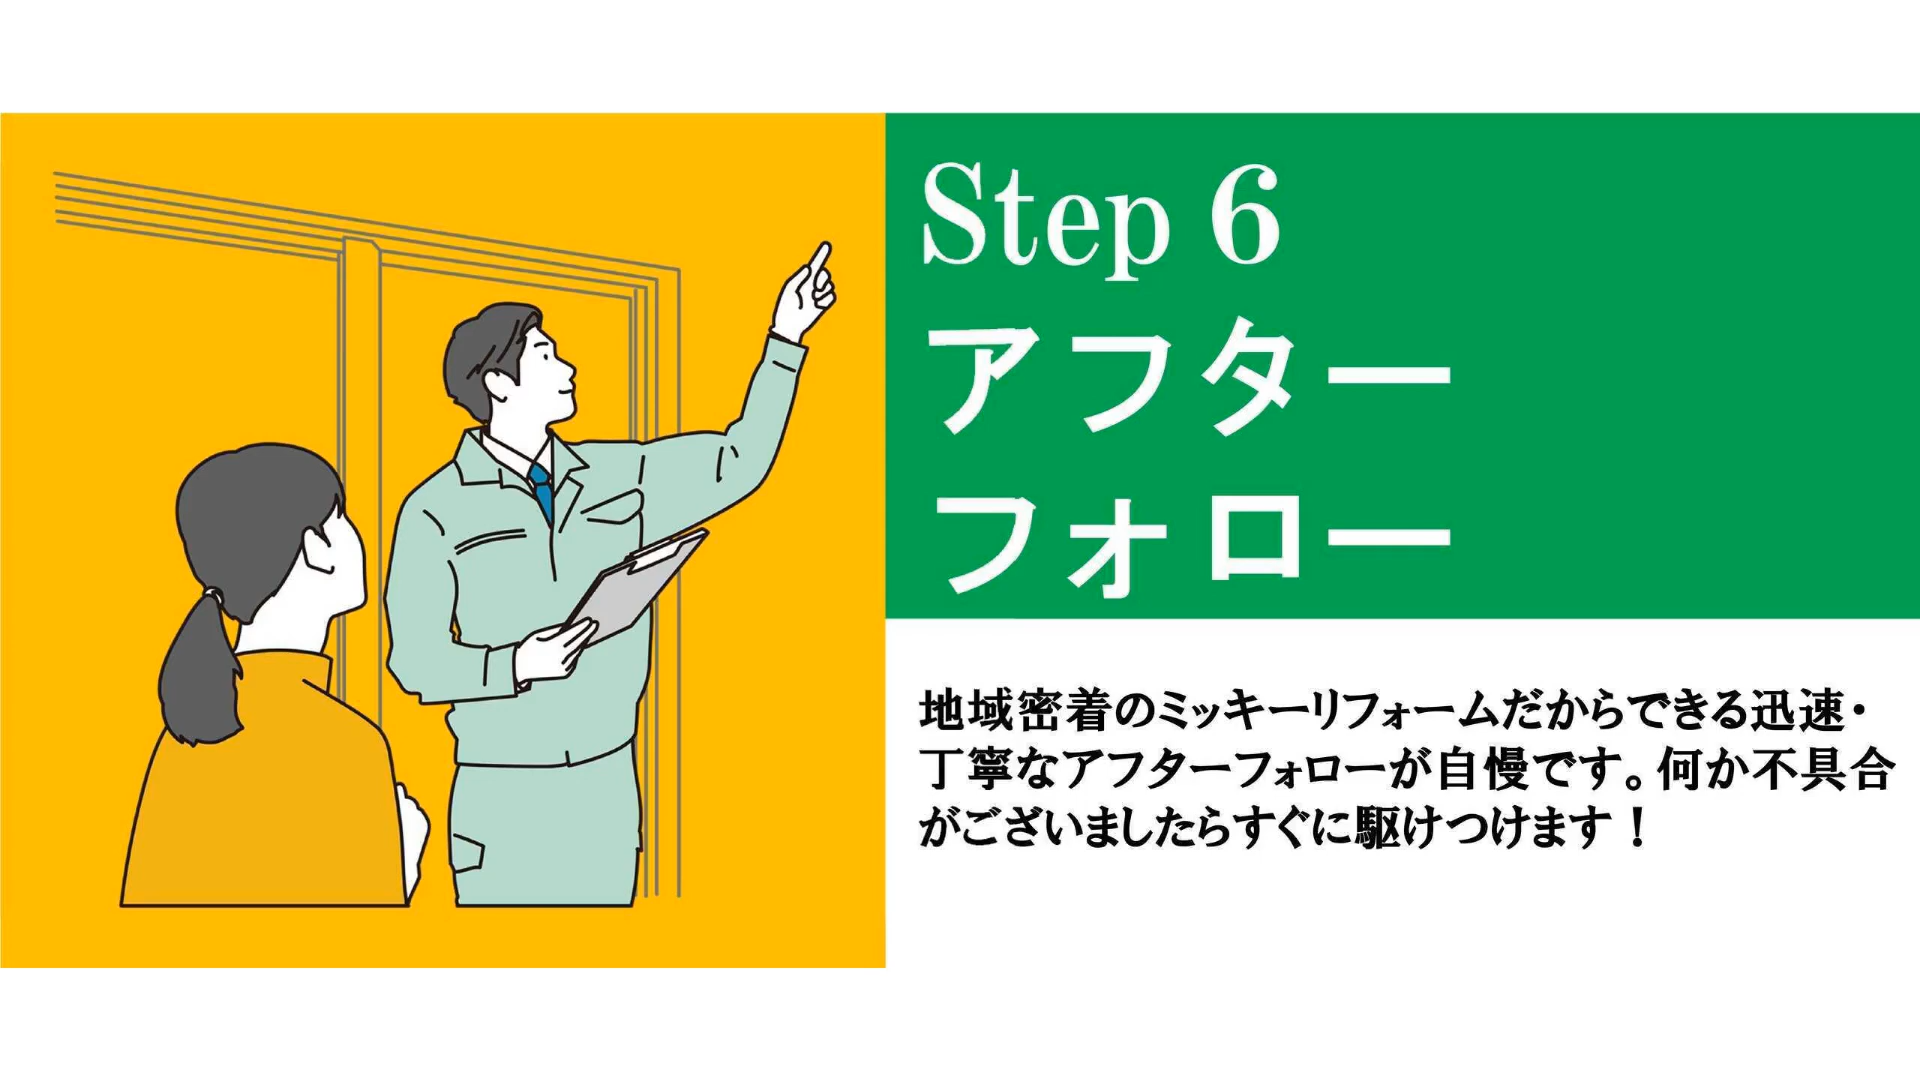 Step 6
アフター
フォロー
地域密着のミッキーリフォームだからできる迅速・
丁寧なアフターフォローが自慢です。何か不具合
がございましたらすぐに駆けつけます！